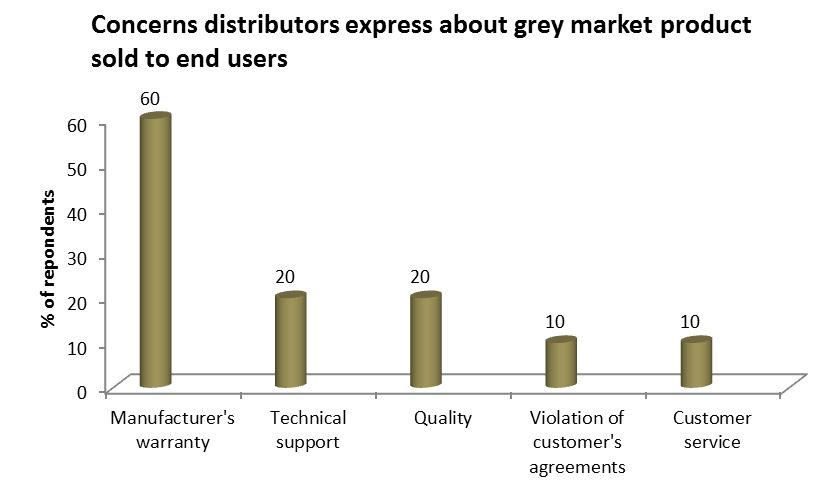 Concerns distributors express about grey market product
sold to end users
% of repondents
60
50
40
30
20
10
0
60
20
20
10
10
Manufacturer's
warranty
Technical
support
Quality
Violation of
customer's
agreements
Customer
service